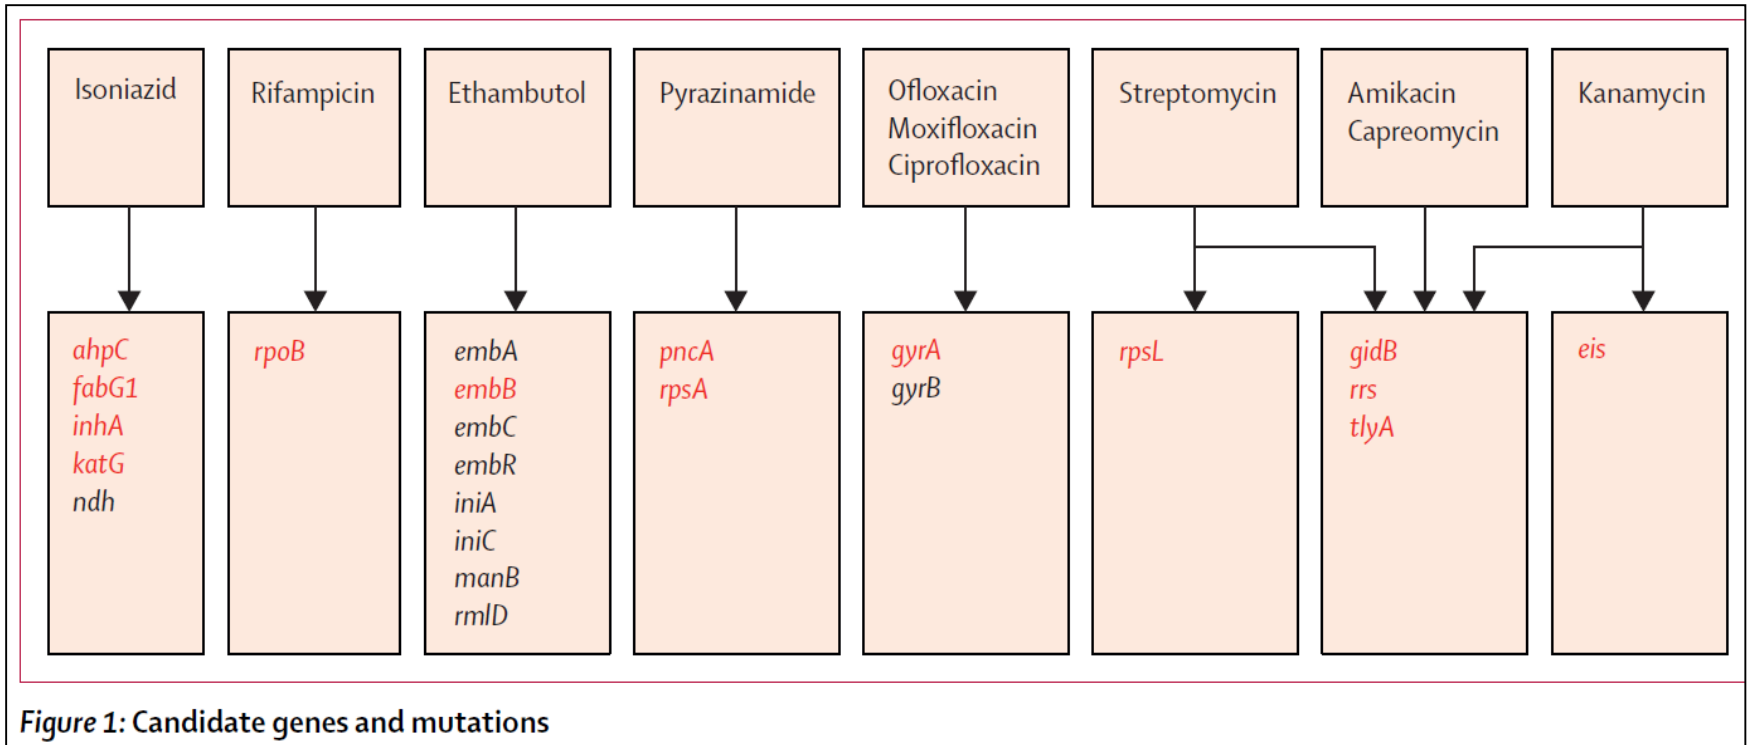 Isoniazid
Rifampicin
Ethambutol
Pyrazinamide
Ofloxacin
Moxifloxacin
Ciprofloxacin
Streptomycin
Amikacin
Capreomycin
Kanamycin
ahpC
fabG1
inhA
katG
ndh
rpoB
embA
embB
embC
embR
iniA
iniC
manB
rmlD
pncA
rpsA
gyrA
gyrB
rpsL
gidB
rrs
tlyA
eis
Figure 1: Candidate genes and mutations